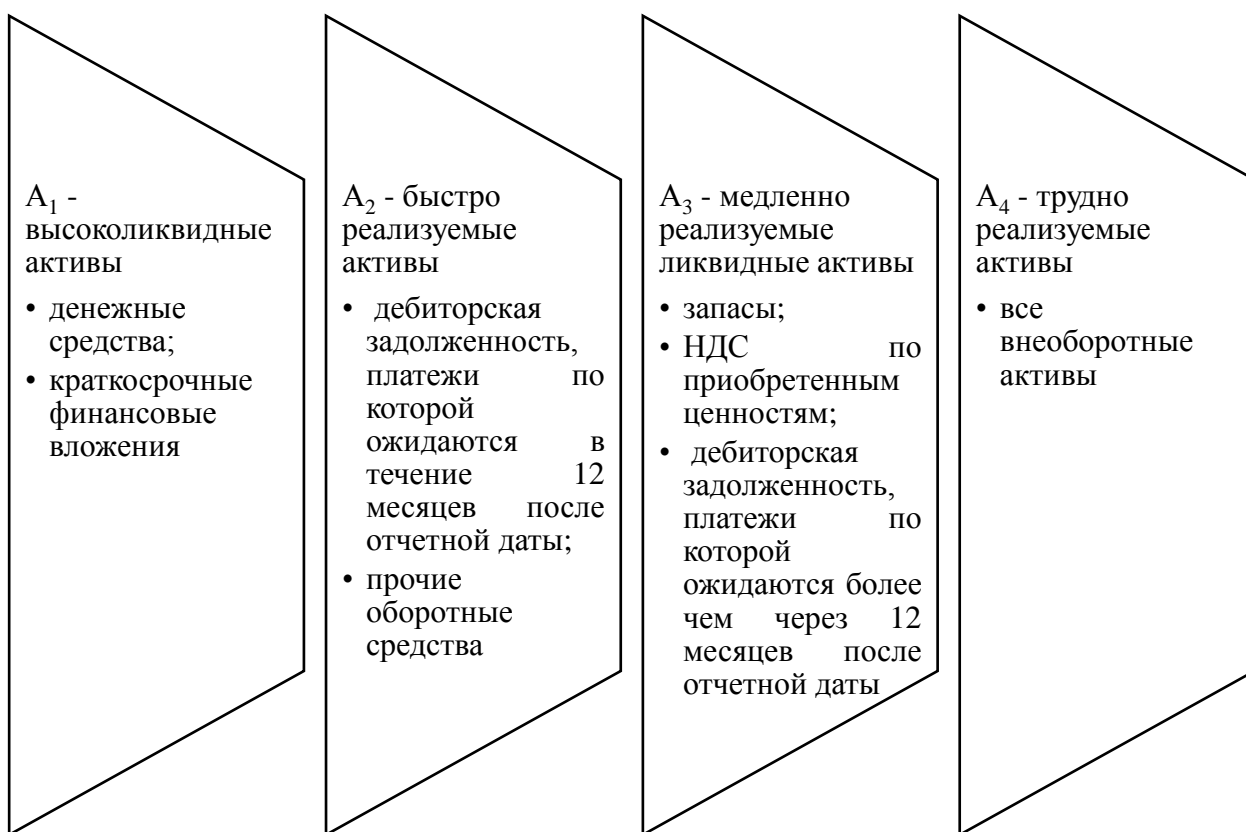 А₁ -
высоколиквидные
активы
• денежные
средства;
• краткосрочные
финансовые
вложения
А₂ - быстро
реализуемые
активы
• дебиторская
задолженность,
платежи по
которой
ожидаются в
течение 12
месяцев после
отчетной даты;
• прочие
оборотные
средства
А₃ - медленно
реализуемые
ликвидные активы
• запасы;
• НДС по
приобретенным
ценностям;
• дебиторская
задолженность,
платежи по
которой
ожидаются более
чем через 12
месяцев после
отчетной даты
А₄ - трудно
реализуемые
активы
• все
внеоборотные
активы